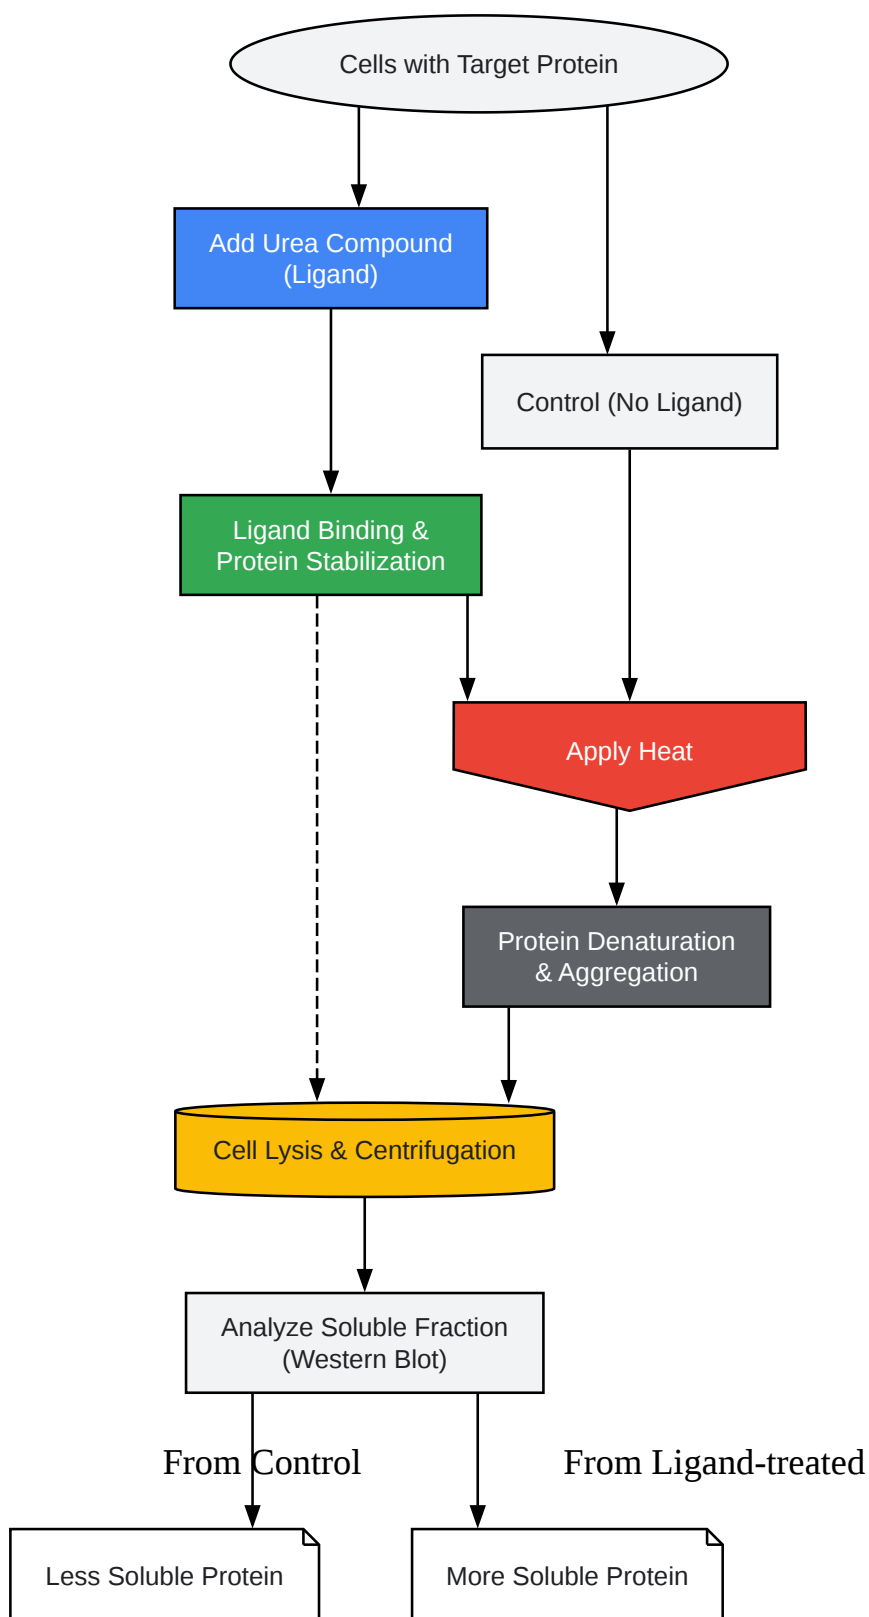 Cells with Target Protein
Add Urea Compound
(Ligand)
Control (No Ligand)
Ligand Binding &
Protein Stabilization
Apply Heat
Protein Denaturation
& Aggregation
Cell Lysis & Centrifugation
Analyze Soluble Fraction
(Western Blot)
From Control
From Ligand-treated
Less Soluble Protein
More Soluble Protein